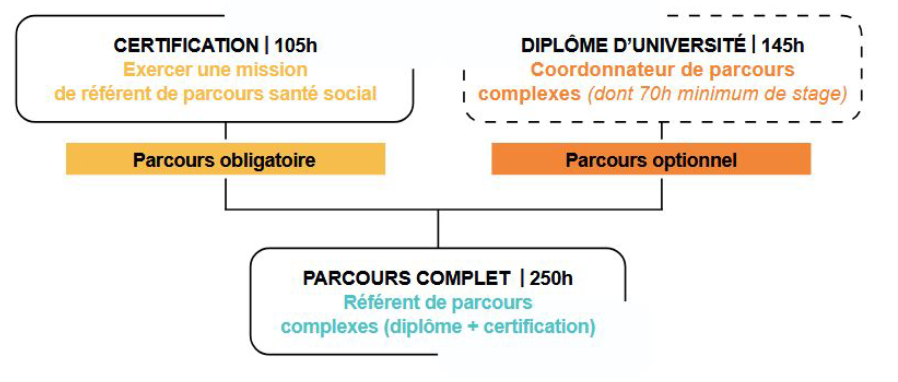 CERTIFICATION | 105h
Exercer une mission
de référent de parcours santé social
DIPLÔME D'UNIVERSITÉ | 145h
Coordonnateur de parcours
complexes (dont 70h minimum de stage)
Parcours obligatoire
Parcours optionnel
PARCOURS COMPLET | 250h
Référent de parcours
complexes (diplôme + certification)